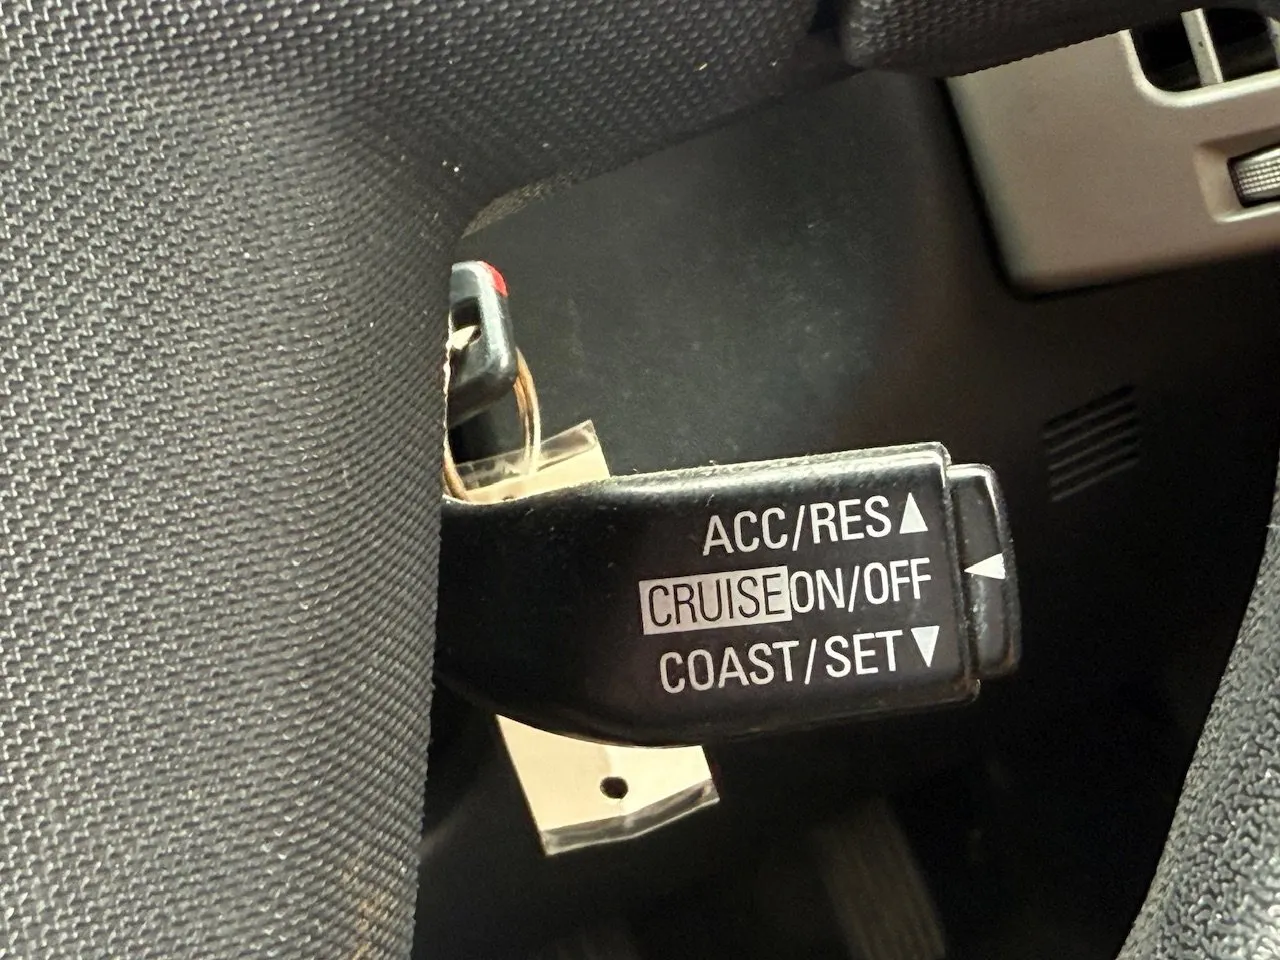 ACC/RES▲
CRUISE ON/OFF
COAST/SET▼